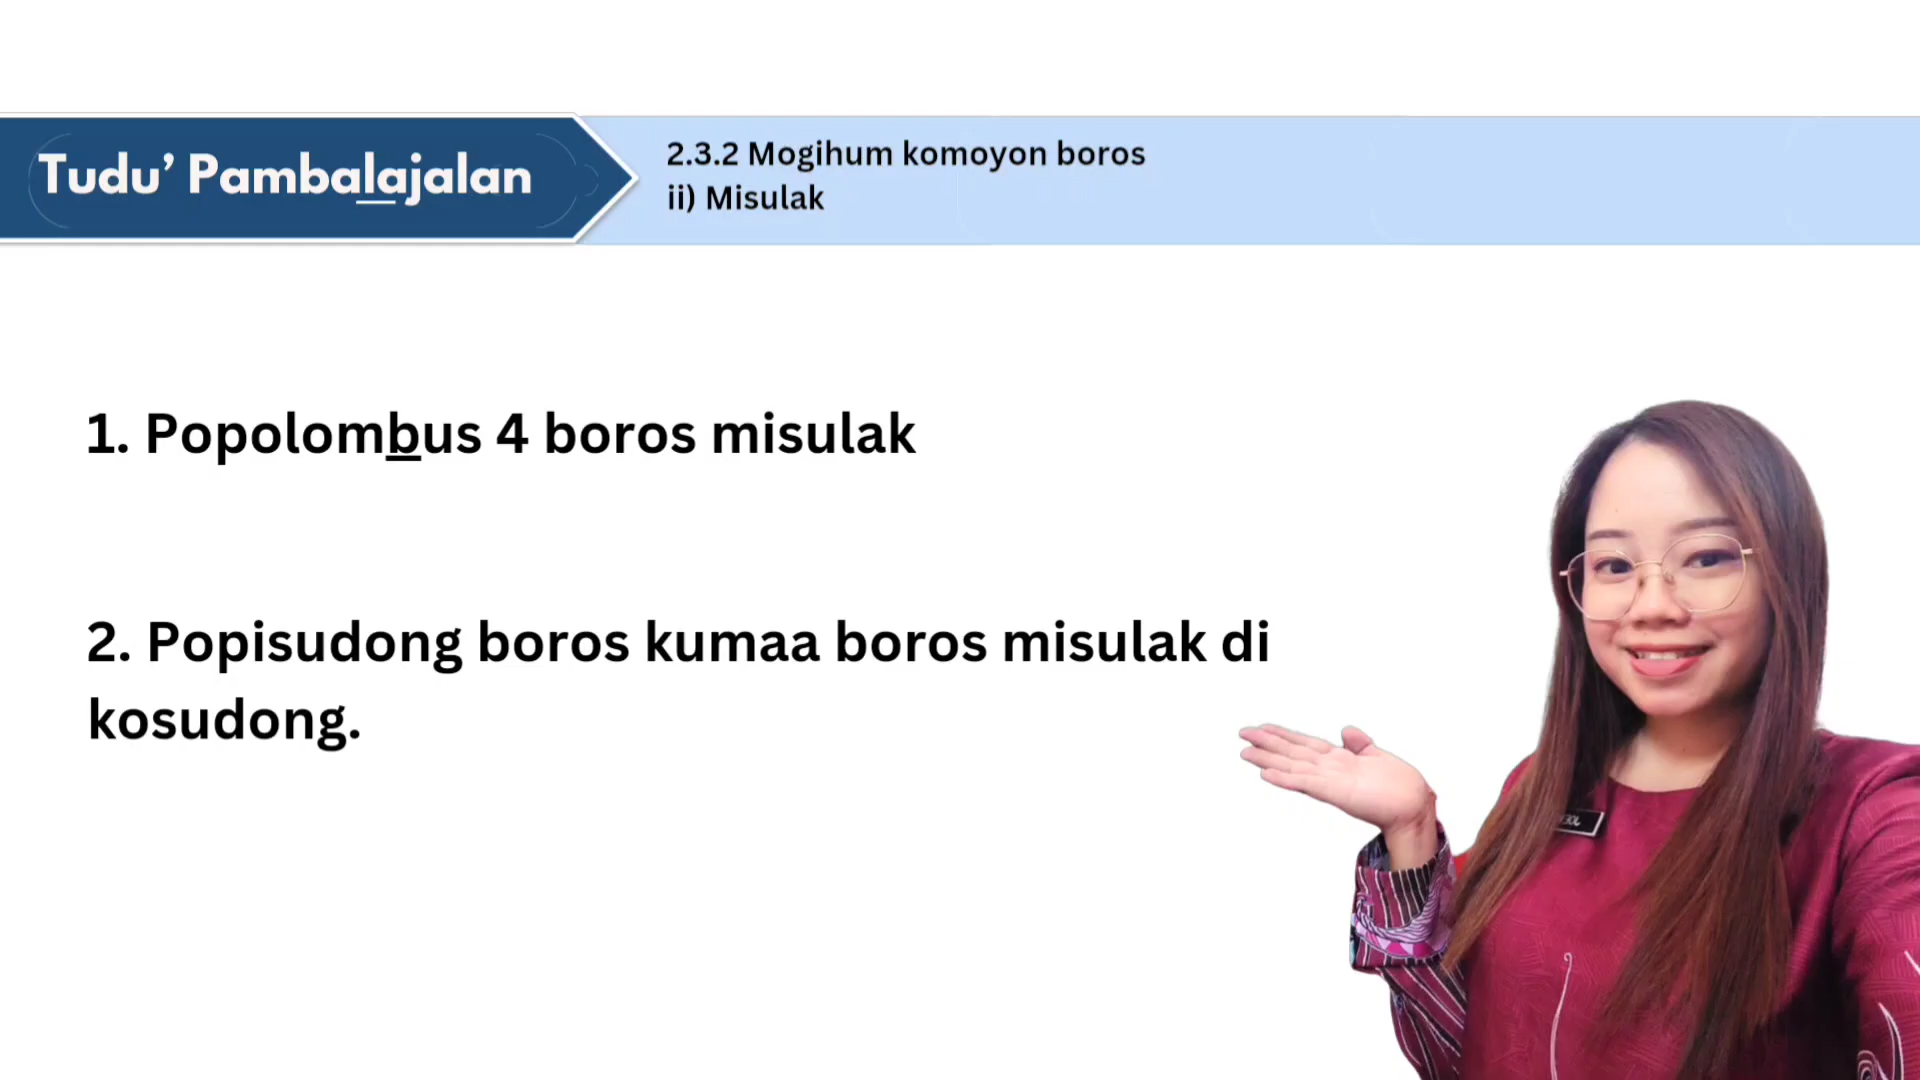 Tudu’ Pambalajalan
2.3.2 Mogihum komoyon boros
ii) Misulak
1. Popolombus 4 boros misulak
2. Popisudong boros kumaa boros misulak di
kosudong.